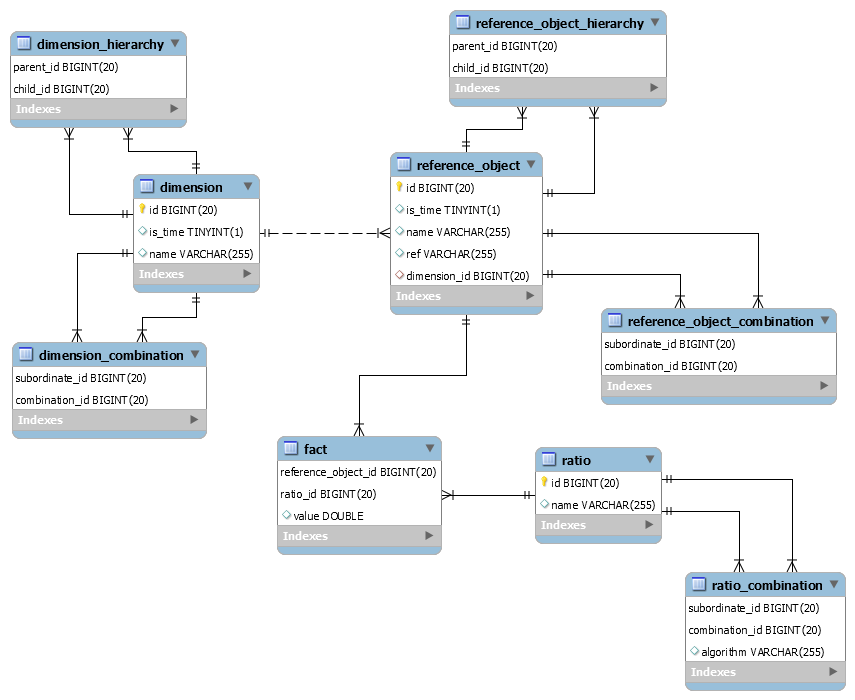 dimension_hierarchy
parent_id BIGINT(20)
child_id BIGINT(20)
Indexes
reference_object_hierarchy
parent_id BIGINT(20)
child_id BIGINT(20)
Indexes
dimension
id BIGINT(20)
is_time TINYINT(1)
name VARCHAR(255)
Indexes
reference_object
id BIGINT(20)
is_time TINYINT(1)
name VARCHAR(255)
ref VARCHAR(255)
dimension_id BIGINT(20)
Indexes
dimension_combination
subordinate_id BIGINT(20)
combination_id BIGINT(20)
Indexes
reference_object_combination
subordinate_id BIGINT(20)
combination_id BIGINT(20)
Indexes
fact
reference_object_id BIGINT(20)
ratio_id BIGINT(20)
value DOUBLE
Indexes
ratio
id BIGINT(20)
name VARCHAR(255)
Indexes
ratio_combination
subordinate_id BIGINT(20)
combination_id BIGINT(20)
algorithm VARCHAR(255)
Indexes